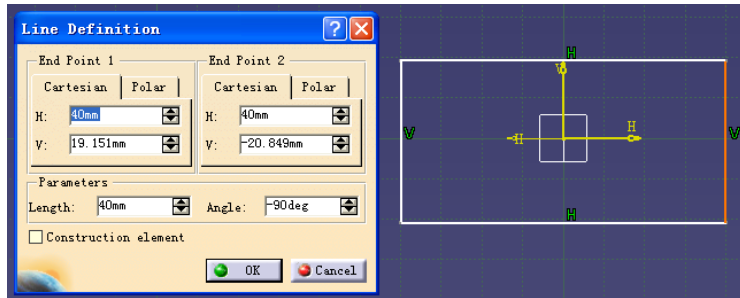 Line Definition
End Point 1
Cartesian Polar
H: 40mm
V: 19.151mm
End Point 2
Cartesian Polar
H: 40mm
V: -20.849mm
Parameters
Length: 40mm Angle: -90deg
Construction element
OK Cancel
H
V
V
H
H
V
H